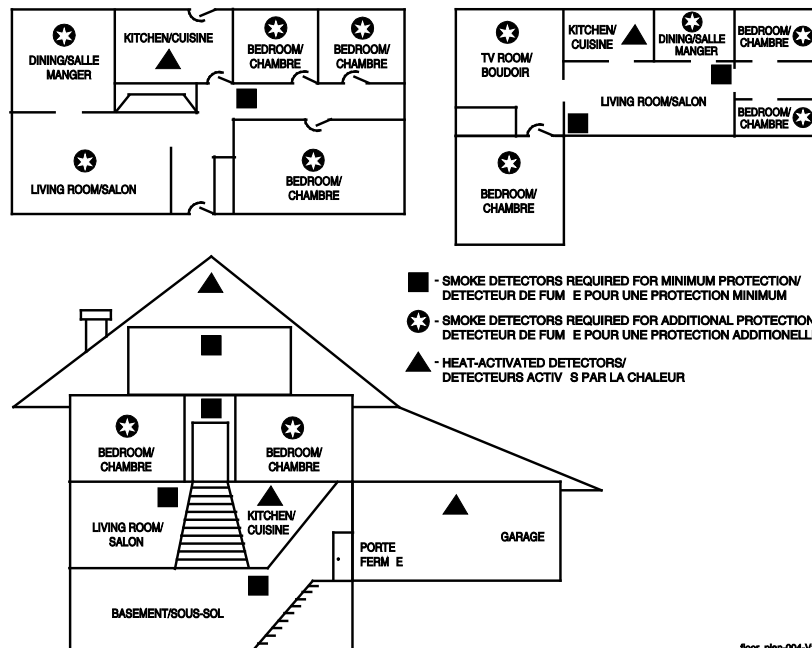 DINING/SALLE
MANGER
KITCHEN/CUISINE
BEDROOM/
CHAMBRE
BEDROOM/
CHAMBRE
LIVING ROOM/SALON
BEDROOM/
CHAMBRE
TV ROOM/
BOUDOIR
KITCHEN/
CUISINE
DINING/SALLE
MANGER
BEDROOM/
CHAMBRE
LIVING ROOM/SALON
BEDROOM/
CHAMBRE
BEDROOM/
CHAMBRE
- SMOKE DETECTORS REQUIRED FOR MINIMUM PROTECTION/
DETECTEUR DE FUM E POUR UNE PROTECTION MINIMUM
- SMOKE DETECTORS REQUIRED FOR ADDITIONAL PROTECTION
DETECTEUR DE FUM E POUR UNE PROTECTION ADDITIONELL
- HEAT-ACTIVATED DETECTORS/
DETECTEURS ACTIV S PAR LA CHALEUR
BEDROOM/
CHAMBRE
BEDROOM/
CHAMBRE
LIVING ROOM/
SALON
KITCHEN/
CUISINE
PORTE
FERM E
GARAGE
BASEMENT/SOUS-SOL